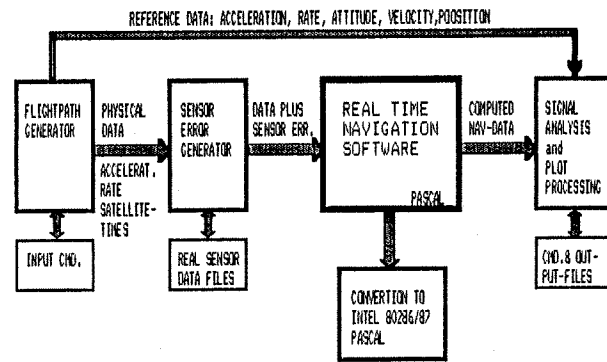 REFERENCE DATA: ACCELERATION, RATE, ATTITUDE, VELOCITY,POOSITION
FLIGHTPATH
GENERATOR
PHYSICAL
DATA
ACCELERAT.
RATE
SATELLITE-
TIMES
SENSOR
ERROR
GENERATOR
DATA PLUS
SENSOR ERR.
REAL TIME
NAVIGATION
SOFTWARE
PASCAL
COMPUTED
NAV-DATA
SIGNAL
ANALYSIS
and
PLOT
PROCESSING
INPUT CMD.
REAL SENSOR
DATA FILES
CONVERTION TO
INTEL 80286/87
PASCAL
CMD.& OUT-
PUT-FILES